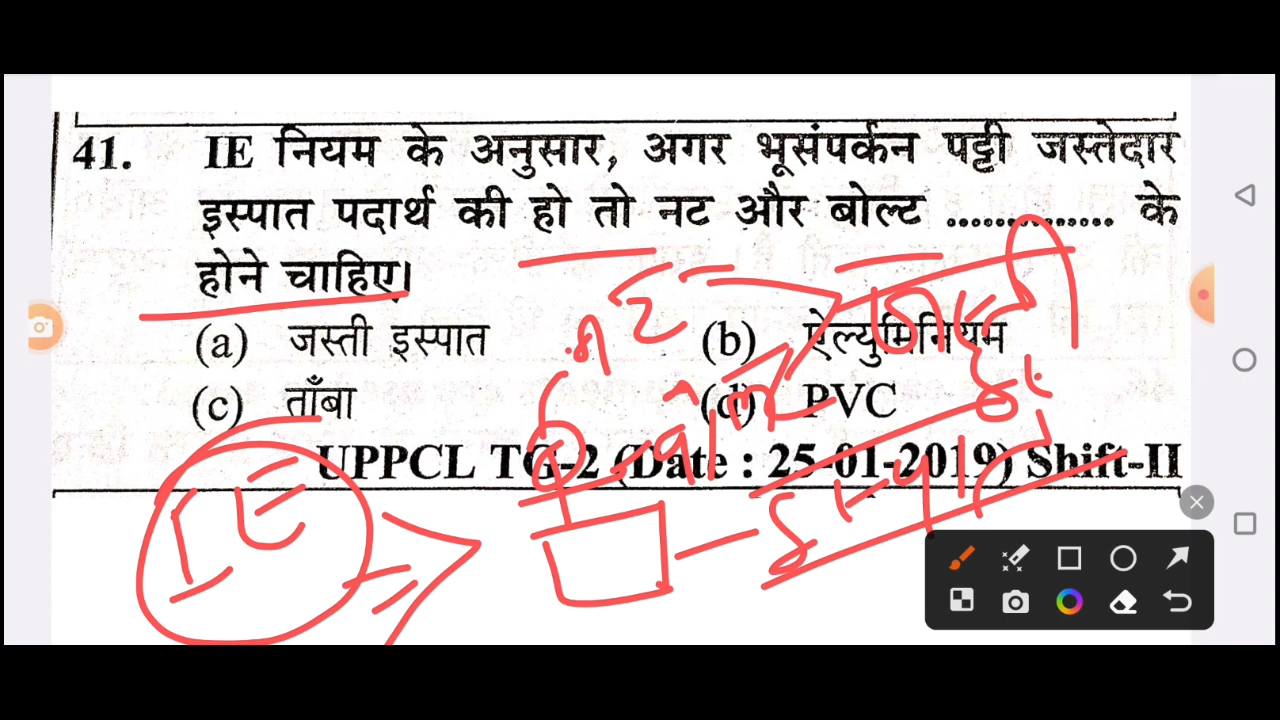 41. IE नियम के अनुसार, अगर भूसंपर्कन पट्टी जस्तेदार
इस्पात पदार्थ की हो तो नट और बोल्ट .............. के
होने चाहिए।
(a) जस्ती इस्पात (b) ऐल्युमिनियम
(c) ताँबा (d) PVC
UPPCL TG-2 (Date : 25-01-2019) Shift-II
IE